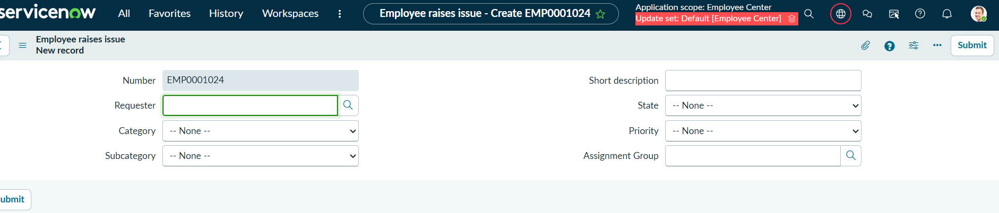 servicenow All Favorites History Workspaces Employee raises issue - Create EMP0001024 Application scope: Employee Center
Update set: Default [Employee Center]
Employee raises issue
New record
Submit
Number EMP0001024 Short description
Requester State -- None --
Category -- None -- Priority -- None --
Subcategory -- None -- Assignment Group
ubmit